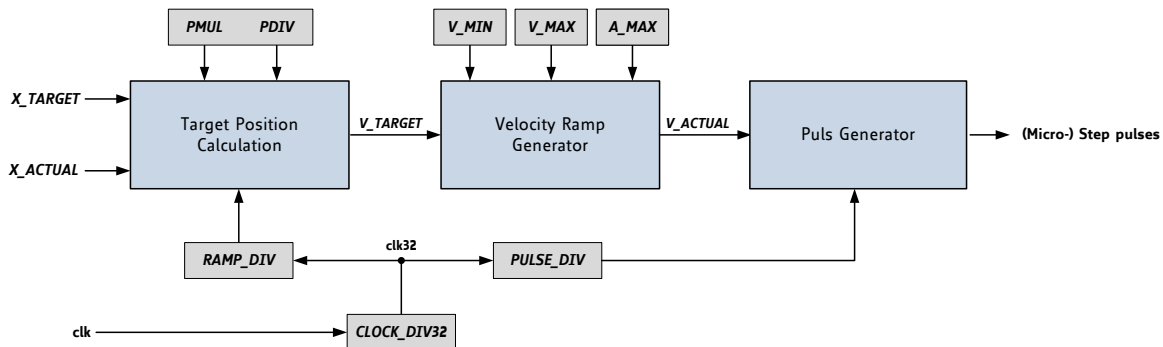 PMUL PDIV
V_MIN V_MAX A_MAX
X_TARGET
X_ACTUAL
Target Position
Calculation
V_TARGET
Velocity Ramp
Generator
V_ACTUAL
Puls Generator
(Micro-) Step pulses
RAMP_DIV
clk32
PULSE_DIV
clk
CLOCK_DIV32